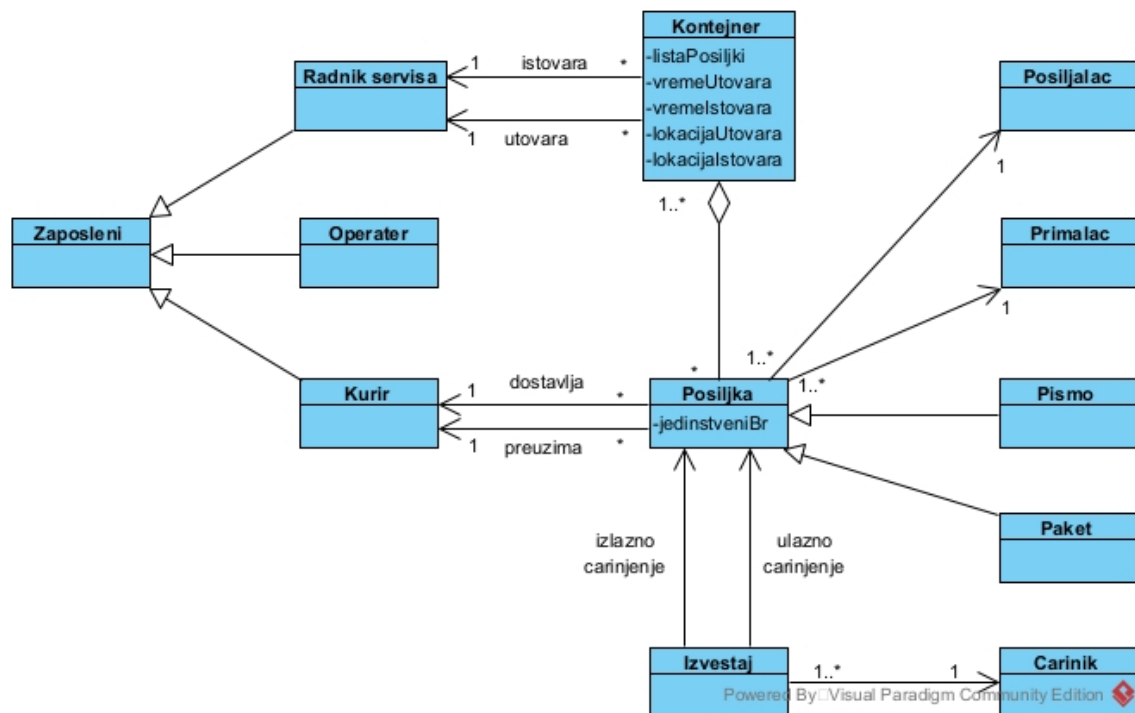 Kontejner
-listaPosiljki
-vremeUtovara
-vremeIstovara
-lokacijaUtovara
-lokacijaIstovara
Radnik servisa
1 istovara *
1 utovara *
Posiljalac
1
1..*
Zaposleni
Operater
Primalac
1
Kurir
1 dostavlja *
1 preuzima *
*
1..*
1..*
Posiljka
-jedinstveniBr
Pismo
Paket
izlazno
carinjenje
ulazno
carinjenje
Izvestaj
1..* 1
Carinik
Powered By Visual Paradigm Community Edition